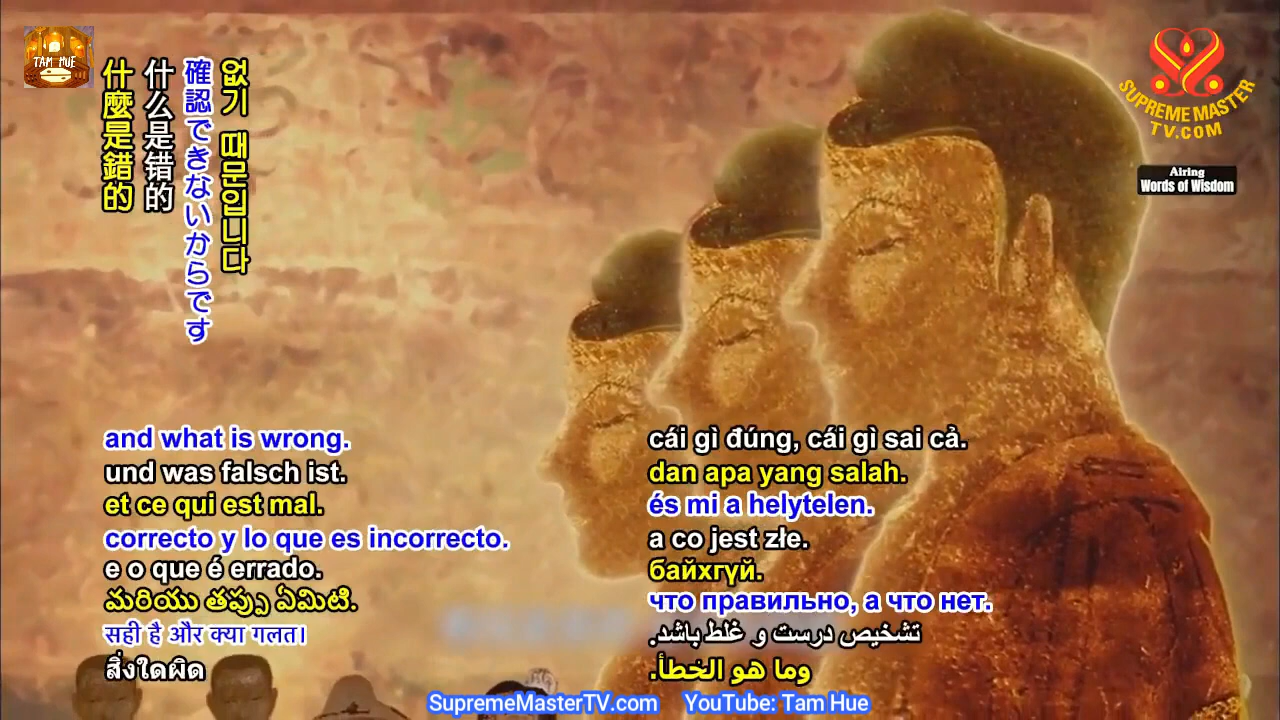 TAM HUE
什麼是錯的
什么是错的
確認できないからです
없기 때문입니다
SUPREME MASTER
TV.COM
Airing
Words of Wisdom
and what is wrong.
und was falsch ist.
et ce qui est mal.
correcto y lo que es incorrecto.
e o que é errado.
మరియు తప్పు ఏమిటి.
सही है और क्या गलत।
สิ่งใดผิด
cái gì đúng, cái gì sai cả.
dan apa yang salah.
és mi a helytelen.
a co jest złe.
байхгүй.
что правильно, а что нет.
تشخیص درست و غلط باشد.
وما هو الخطأ.
SupremeMasterTV.com YouTube: Tam Hue